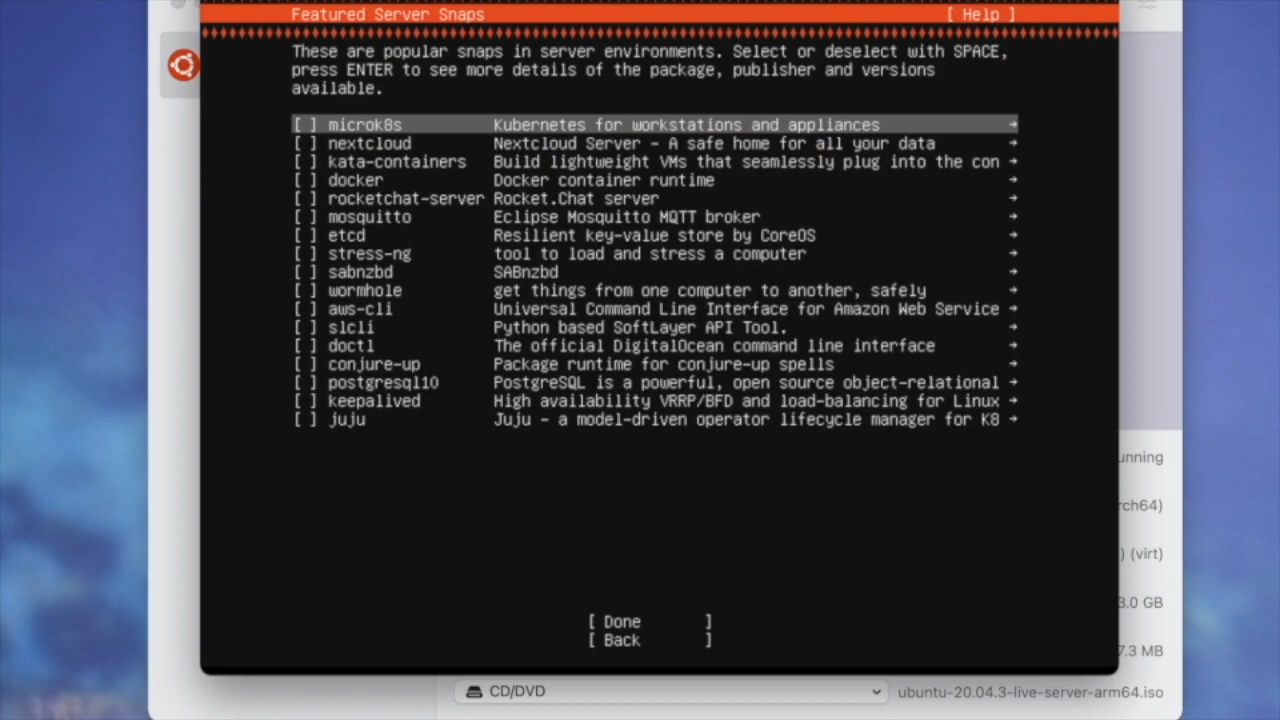 Featured Server Snaps [ Help ]
These are popular snaps in server environments. Select or deselect with SPACE,
press ENTER to see more details of the package, publisher and versions
available.
[ ] microk8s Kubernetes for workstations and appliances →
[ ] nextcloud Nextcloud Server - A safe home for all your data →
[ ] kata-containers Build lightweight VMs that seamlessly plug into the con →
[ ] docker Docker container runtime →
[ ] rocketchat-server Rocket.Chat server →
[ ] mosquitto Eclipse Mosquitto MQTT broker →
[ ] etcd Resilient key-value store by CoreOS →
[ ] stress-ng tool to load and stress a computer →
[ ] sabnzbd SABnzbd →
[ ] wormhole get things from one computer to another, safely →
[ ] aws-cli Universal Command Line Interface for Amazon Web Service →
[ ] slcli Python based SoftLayer API Tool. →
[ ] doctl The official DigitalOcean command line interface →
[ ] conjure-up Package runtime for conjure-up spells →
[ ] postgresql10 PostgreSQL is a powerful, open source object-relational →
[ ] keepalived High availability VRRP/BFD and load-balancing for Linux →
[ ] juju Juju - a model-driven operator lifecycle manager for K8 →
unning
rch64)
) (virt)
3.0 GB
[ Done ]
[ Back ]
7.3 MB
CD/DVD ubuntu-20.04.3-live-server-arm64.iso